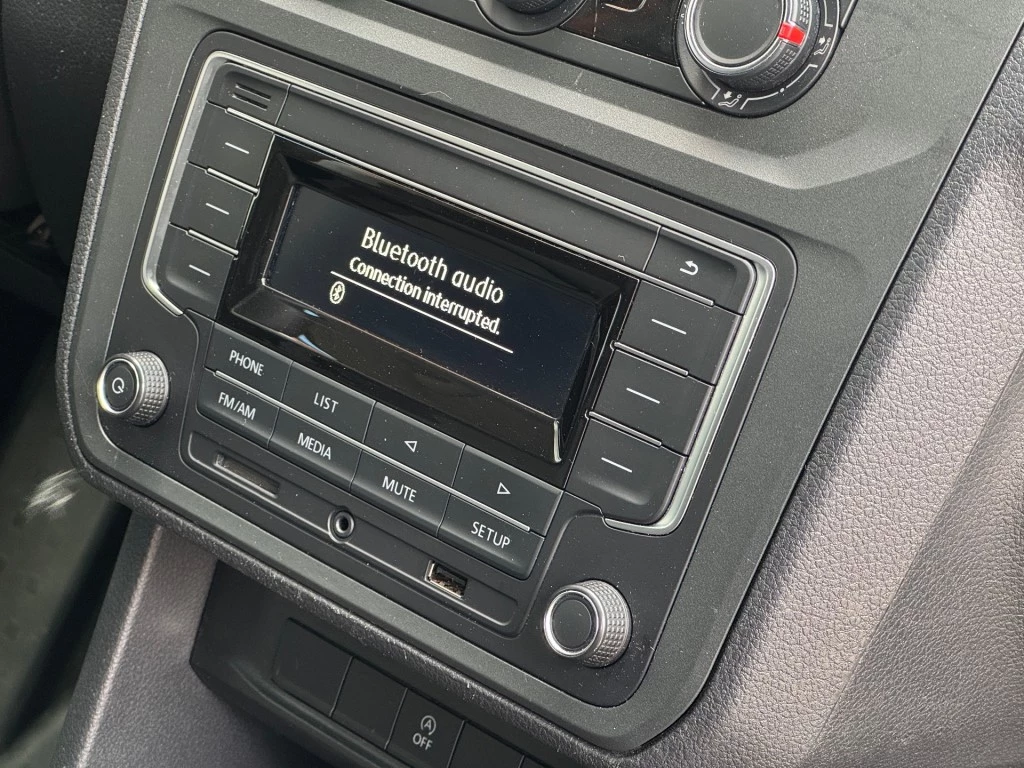 Bluetooth audio
Connection interrupted.
PHONE
LIST
FM/AM
MEDIA
MUTE
SETUP
A
OFF